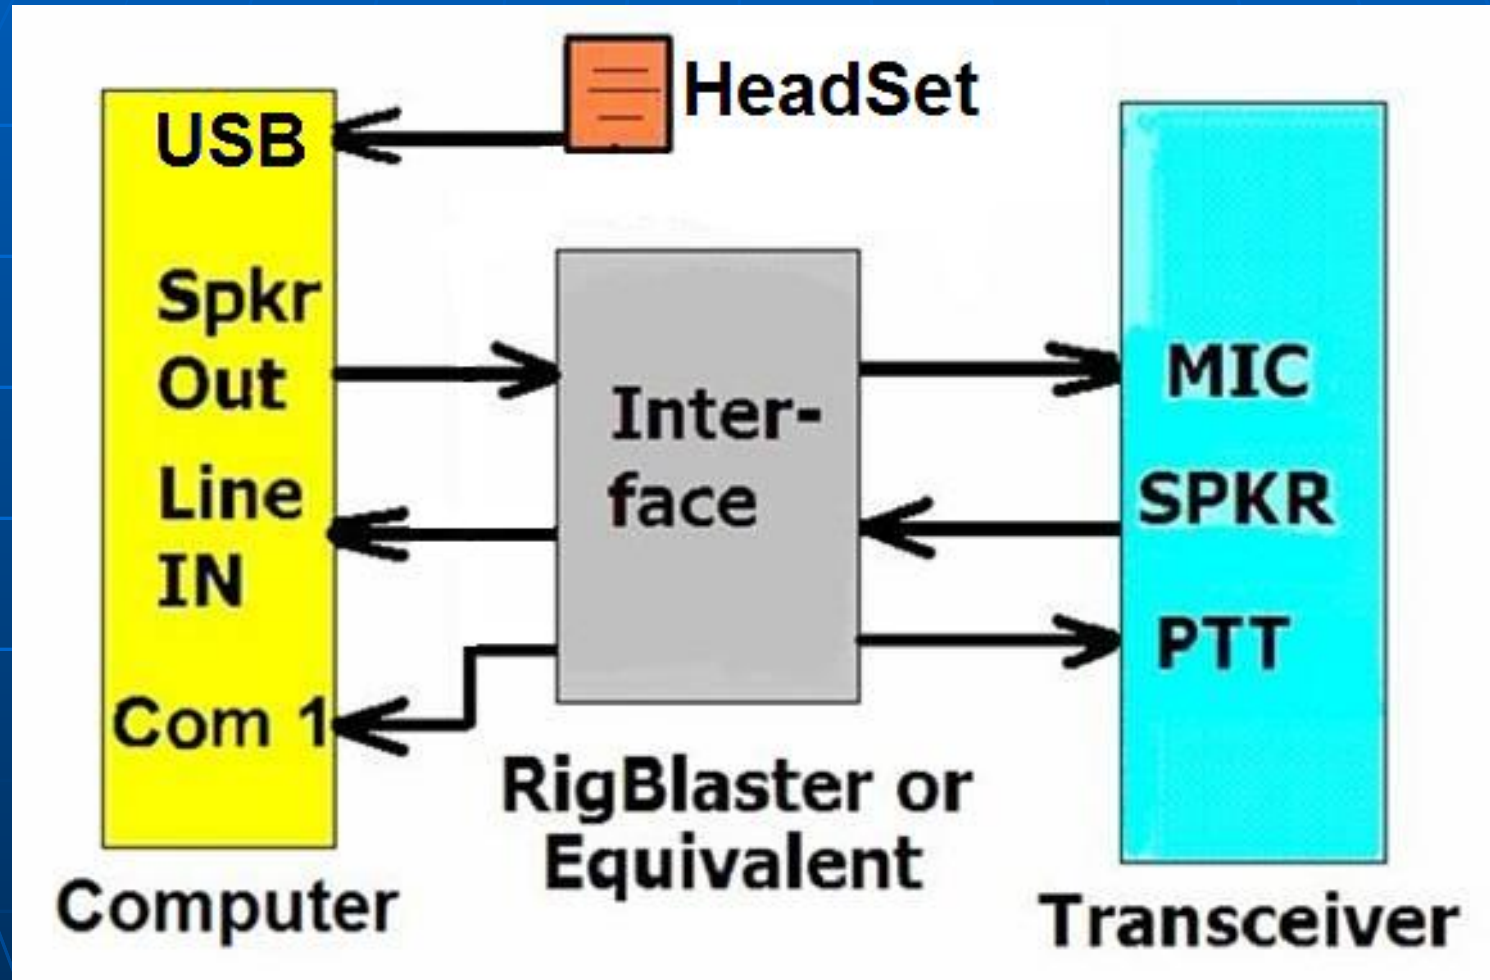 HeadSet
USB
Spkr
Out
Line
IN
Com 1
Computer
Inter-
face
RigBlaster or
Equivalent
MIC
SPKR
PTT
Transceiver